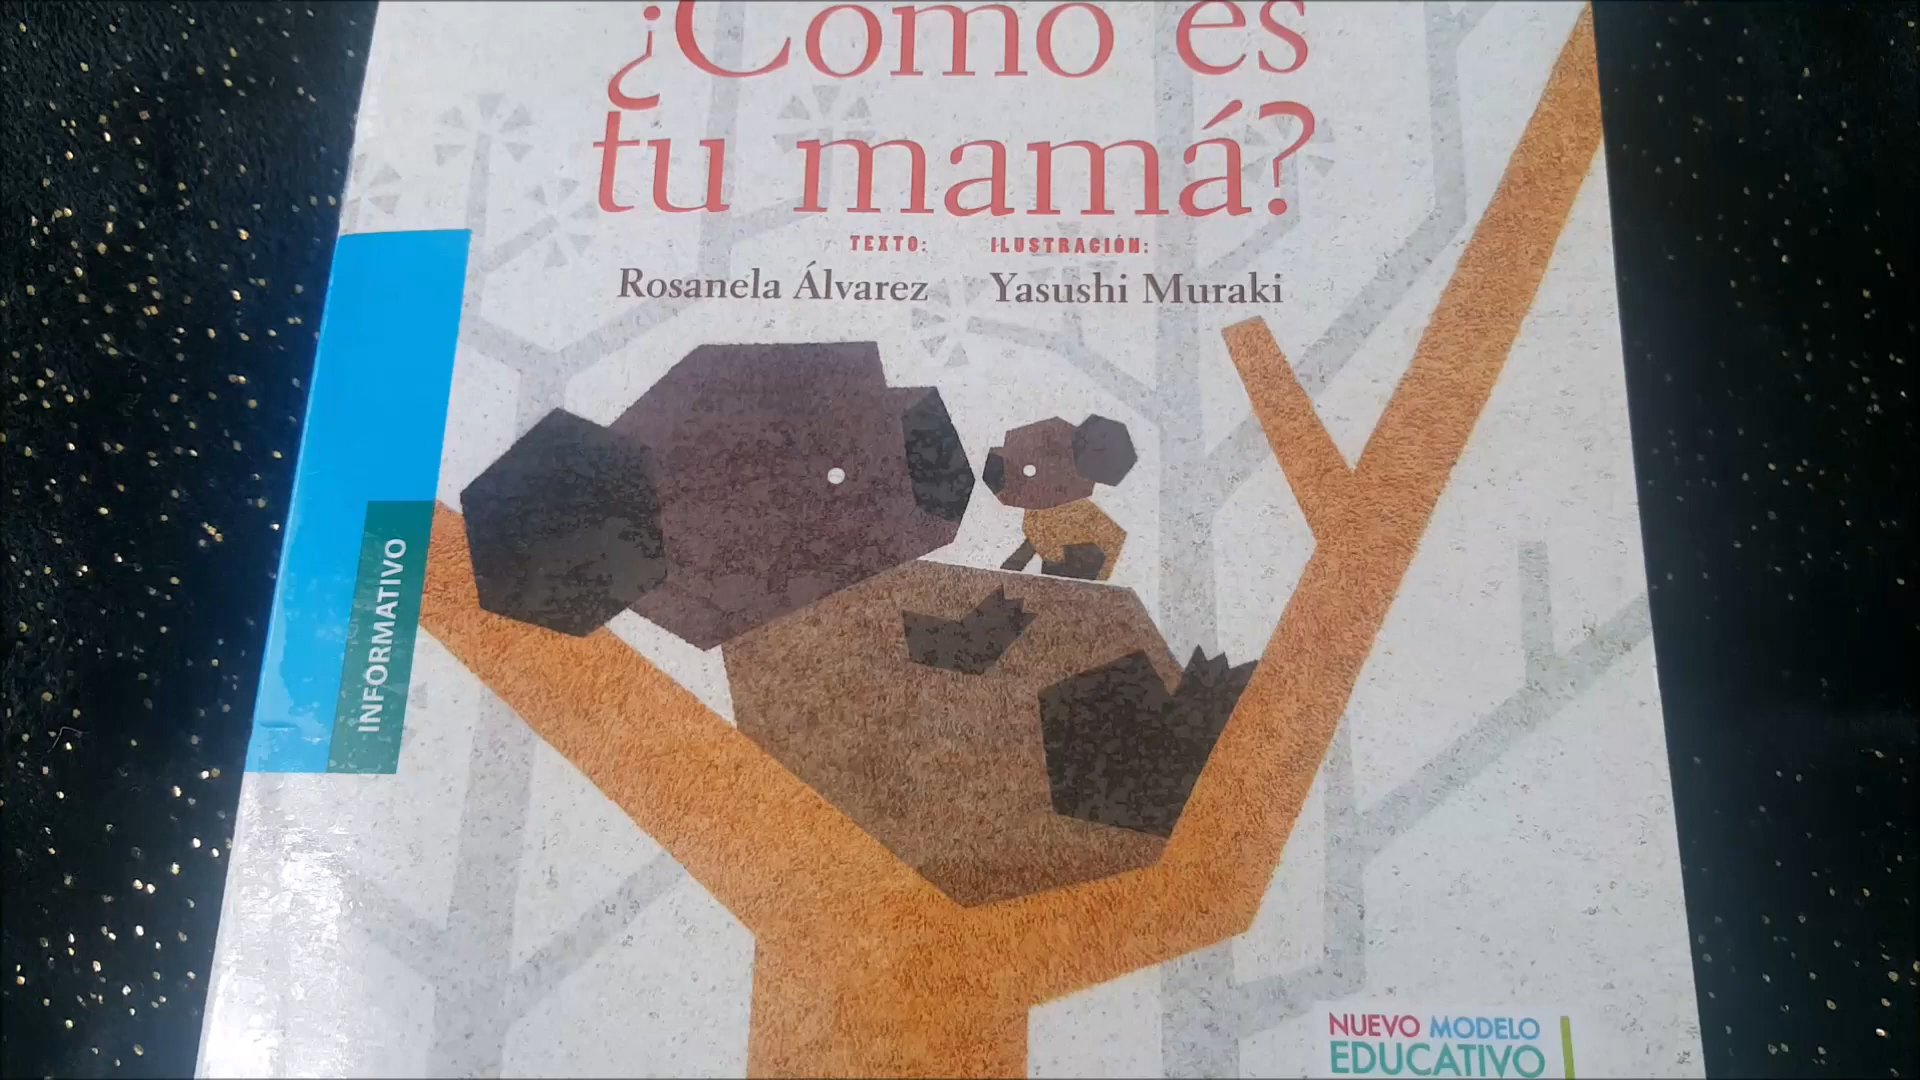 ¿Cómo es
tu mamá?
TEXTO: ILUSTRACIÓN:
Rosanela Álvarez Yasushi Muraki
INFORMATIVO
NUEVO MODELO
EDUCATIVO